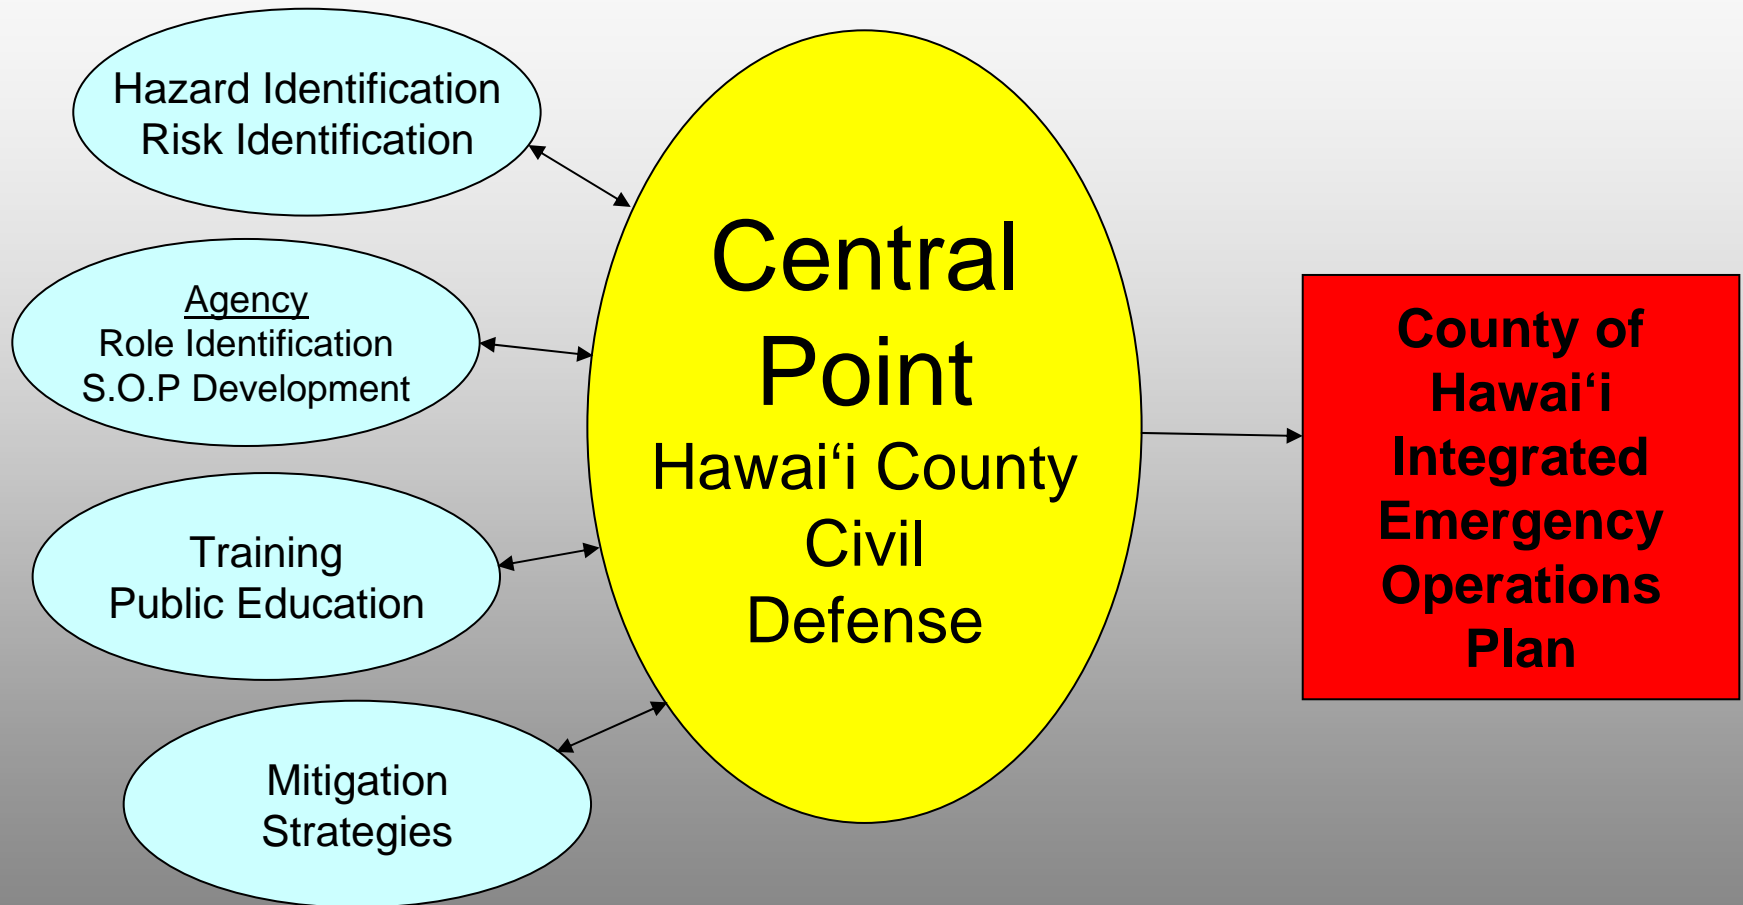 Hazard Identification
Risk Identification
Agency
Role Identification
S.O.P Development
Training
Public Education
Mitigation
Strategies
Central
Point
Hawai‘i County
Civil
Defense
County of
Hawai‘i
Integrated
Emergency
Operations
Plan